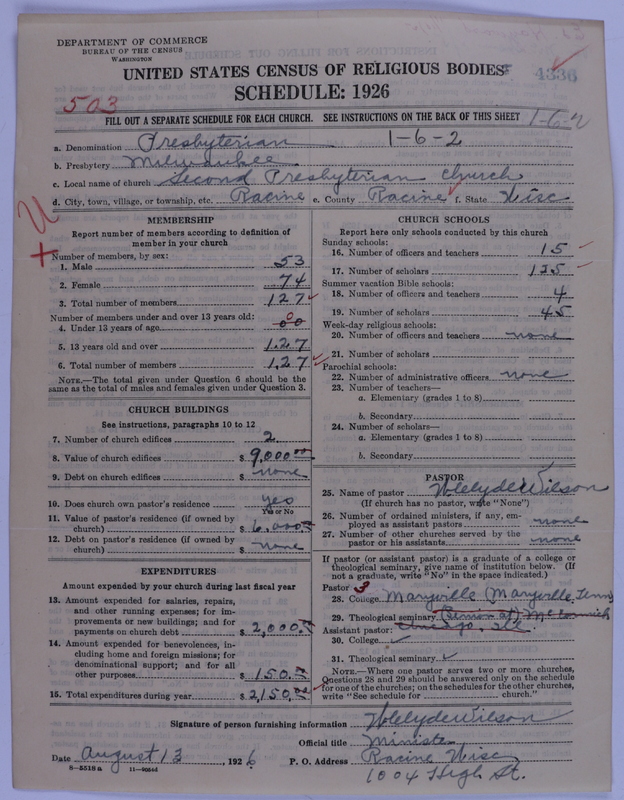 DEPARTMENT OF COMMERCE
BUREAU OF THE CENSUS
WASHINGTON
UNITED STATES CENSUS OF RELIGIOUS BODIES
4336
SCHEDULE: 1926
503
FILL OUT A SEPARATE SCHEDULE FOR EACH CHURCH. SEE INSTRUCTIONS ON THE BACK OF THIS SHEET
1-6-2
a. Denomination Presbyterian 1-6-2
b. Presbytery Milwaukee
c. Local name of church Second Presbyterian Church
d. City, town, village, or township, etc. Racine e. County Racine f. State Wisc
MEMBERSHIP
Report number of members according to definition of
member in your church
Number of members, by sex:
1. Male 53
2. Female 74
3. Total number of members 127
Number of members under and over 13 years old:
4. Under 13 years of age 00 0
5. 13 years old and over 127
6. Total number of members 127
NOTE.—The total given under Question 6 should be
same as the total of males and females given under Question 3.
CHURCH BUILDINGS
See instructions, paragraphs 10 to 12
7. Number of church edifices 2
8. Value of church edifices $ 9,000.00
9. Debt on church edifices $ none
10. Does church own pastor's residence yes
Yes or No
11. Value of pastor's residence (if owned by
church) $ 6,000.00
12. Debt on pastor's residence (if owned by
church) $ none
EXPENDITURES
Amount expended by your church during last fiscal year
13. Amount expended for salaries, repairs,
and other running expenses; for im-
provements or new buildings; and for
payments on church debt $ 2,000.00
14. Amount expended for benevolences, in-
cluding home and foreign missions; for
denominational support; and for all
other purposes $ 150.00
15. Total expenditures during year $ 2,150.00
CHURCH SCHOOLS
Report here only schools conducted by this church
Sunday schools:
16. Number of officers and teachers 15
17. Number of scholars 125
Summer vacation Bible schools:
18. Number of officers and teachers 4
19. Number of scholars 45
Week-day religious schools:
20. Number of officers and teachers none
21. Number of scholars
Parochial schools:
22. Number of administrative officers none
23. Number of teachers—
a. Elementary (grades 1 to 8)
b. Secondary
24. Number of scholars—
a. Elementary (grades 1 to 8)
b. Secondary
PASTOR
25. Name of pastor W Clyde Wilson
(If church has no pastor, write "None")
26. Number of ordained ministers, if any, em-
ployed as assistant pastors none
27. Number of other churches served by the
pastor or his assistants none
If pastor (or assistant pastor) is a graduate of a college or
theological seminary, give name of institution below. (If
not a graduate, write "No" in the space indicated.)
Pastor: 3
28. College Maryville (Maryville, Tenn)
29. Theological seminary (Senior at) McCormick
Assistant pastor: Chicago, Ill.
30. College
31. Theological seminary
NOTE.—Where one pastor serves two or more churches,
Questions 28 and 29 should be answered only on the schedule
for one of the churches; on the schedules for the other churches,
write "See schedule for church."
Signature of person furnishing information W Clyde Wilson
Official title Minister
Date August 13 1926 P. O. Address Racine Wisc
8-5518a 1004 High St.